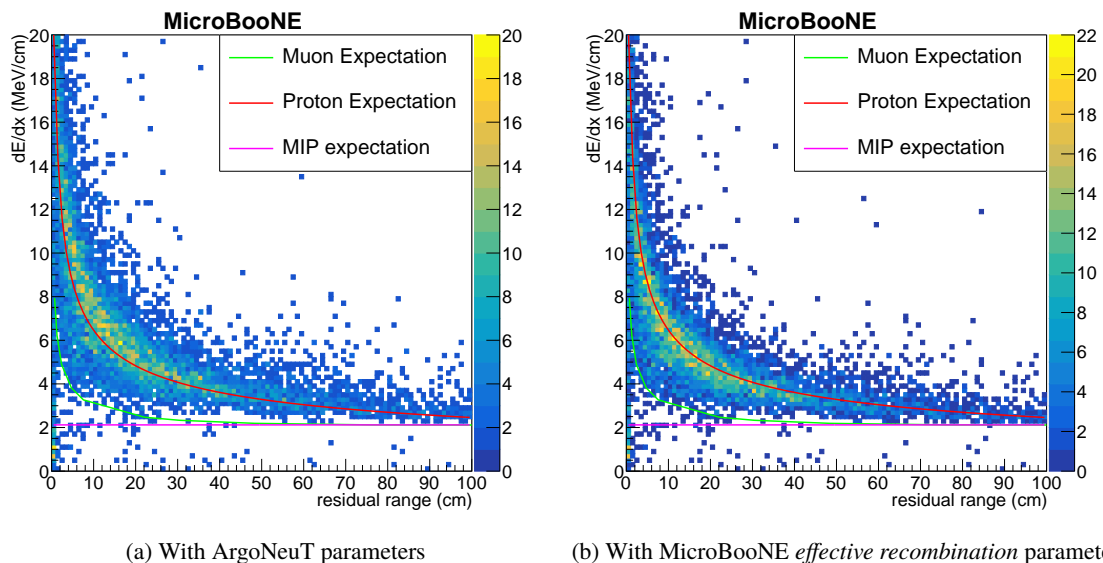 MicroBooNE
dE/dx (MeV/cm)
20
18
16
14
12
10
8
6
4
2
0
Muon Expectation
Proton Expectation
MIP expectation
20
18
16
14
12
10
8
6
4
2
0
0 10 20 30 40 50 60 70 80 90 100
residual range (cm)
(a) With ArgoNeuT parameters
MicroBooNE
dE/dx (MeV/cm)
20
18
16
14
12
10
8
6
4
2
0
Muon Expectation
Proton Expectation
MIP expectation
22
20
18
16
14
12
10
8
6
4
2
0
0 10 20 30 40 50 60 70 80 90 100
residual range (cm)
(b) With MicroBooNE effective recombination paramet